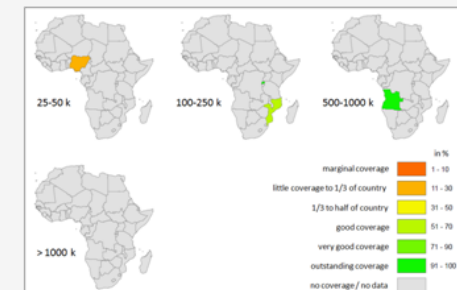 25-50 k
100-250 k
500-1000 k
> 1000 k
in %
marginal coverage 1 - 10
little coverage to 1/3 of country 11 - 30
1/3 to half of country 31 - 50
good coverage 51 - 70
very good coverage 71 - 90
outstanding coverage 91 - 100
no coverage / no data